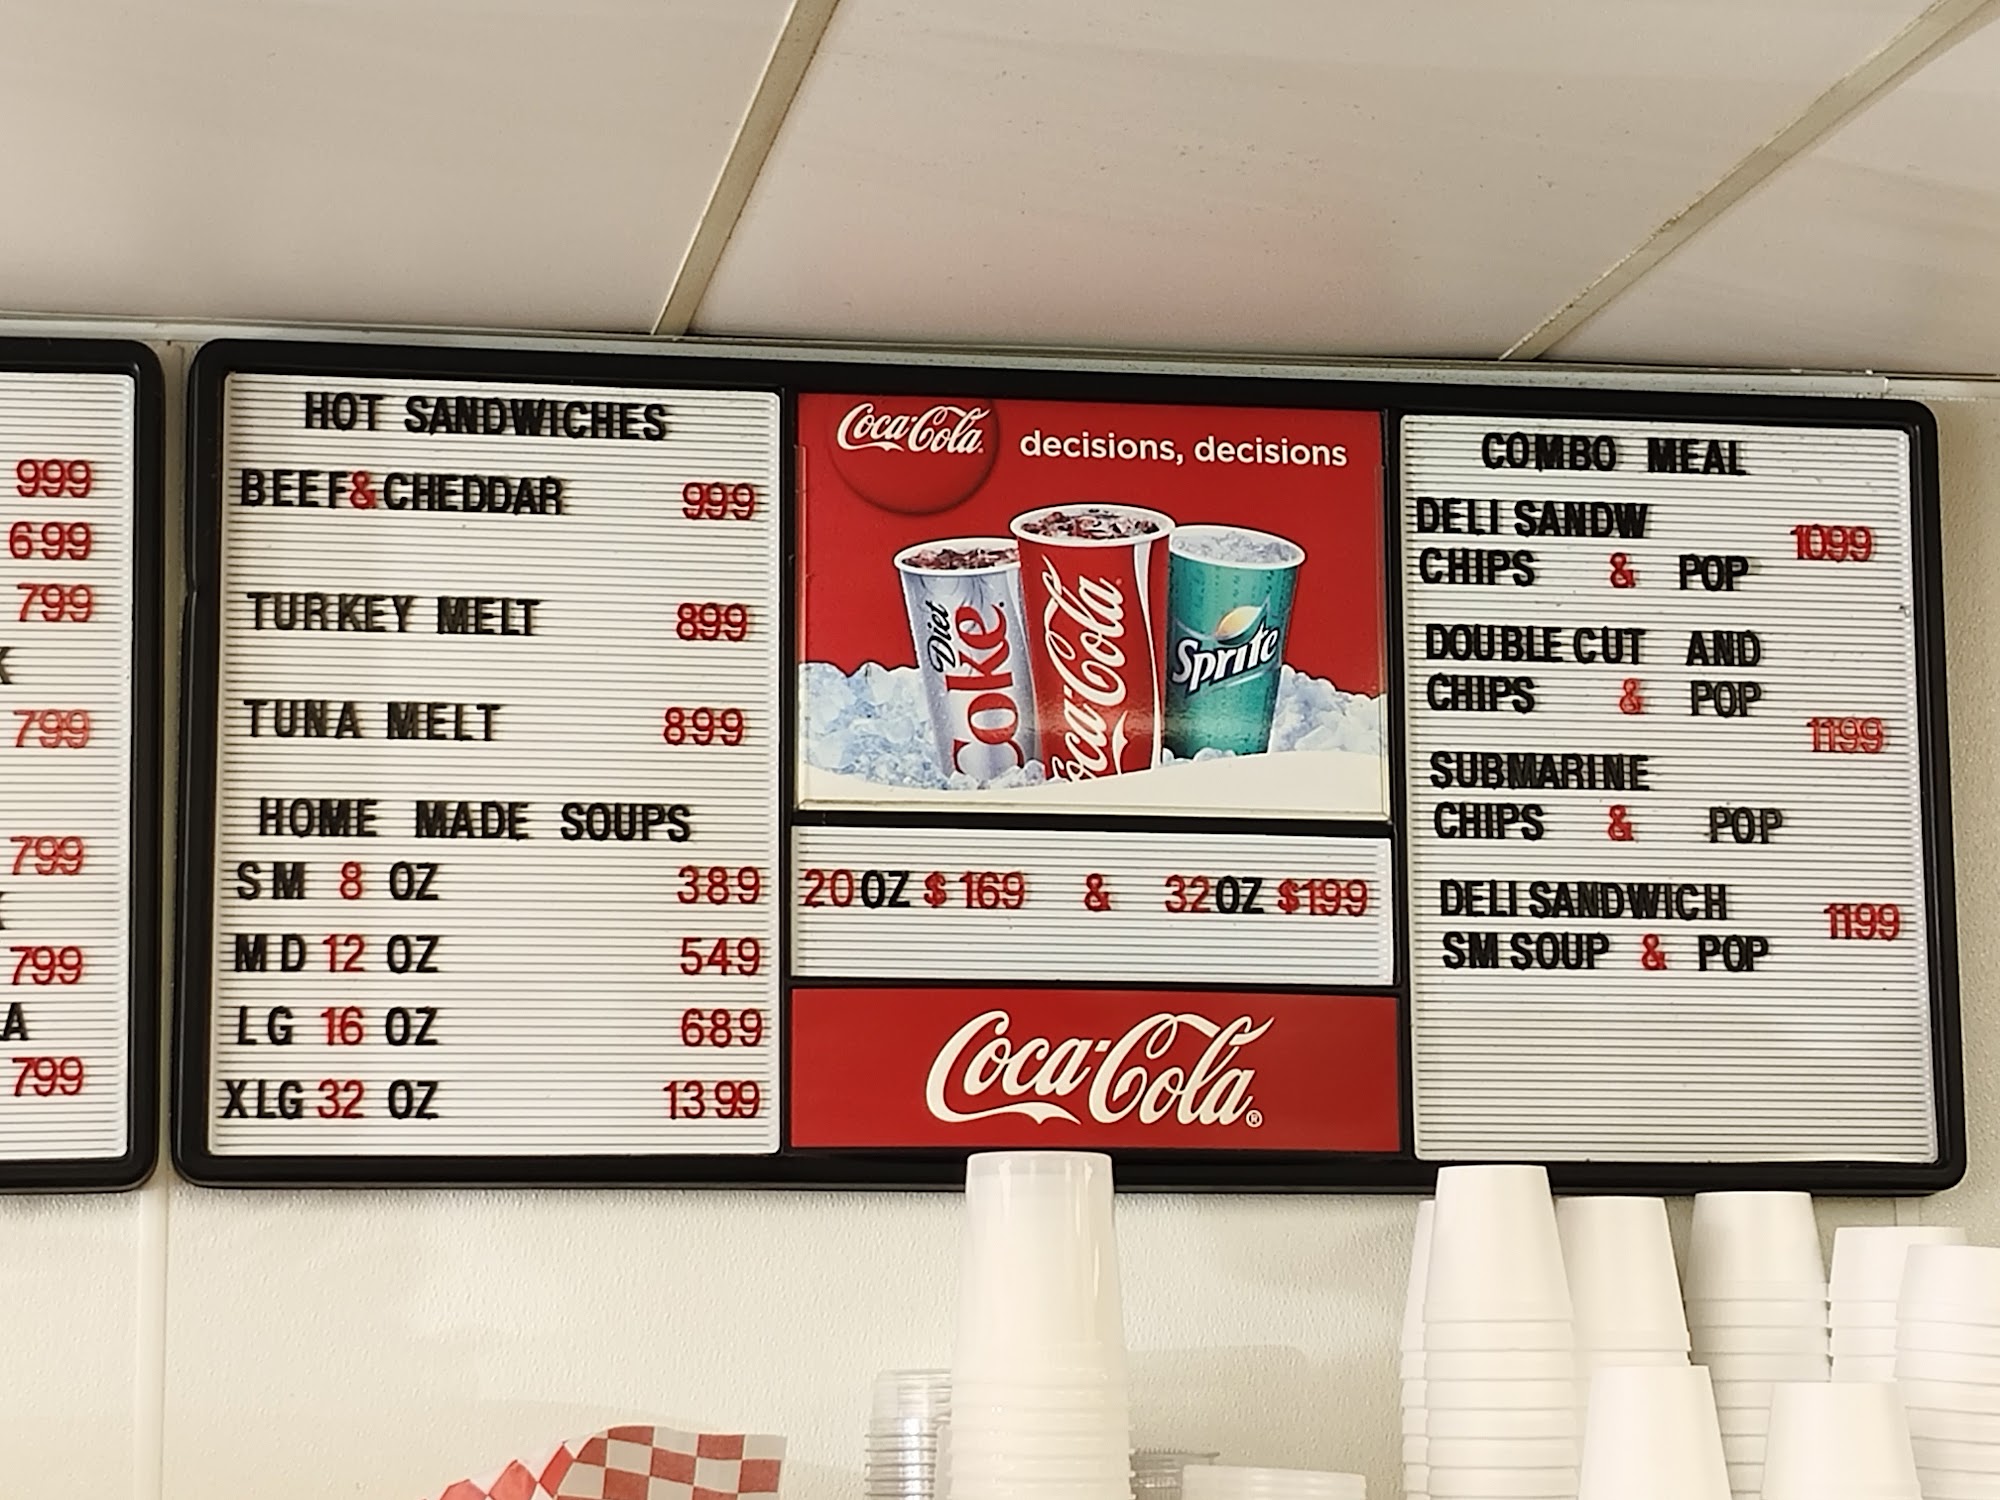 999
699
799
K
799
799
K
799
A
799
HOT SANDWICHES
BEEF&CHEDDAR 999
TURKEY MELT 899
TUNA MELT 899
HOME MADE SOUPS
SM 8 OZ 389
MD 12 OZ 549
LG 16 OZ 689
XLG 32 OZ 1399
Coca-Cola decisions, decisions
Diet Coke
Coca-Cola
Sprite
20OZ $169 & 32OZ $199
Coca-Cola®
COMBO MEAL
DELI SANDW 1099
CHIPS & POP
DOUBLE CUT AND
CHIPS & POP
1199
SUBMARINE
CHIPS & POP
DELI SANDWICH 1199
SM SOUP & POP